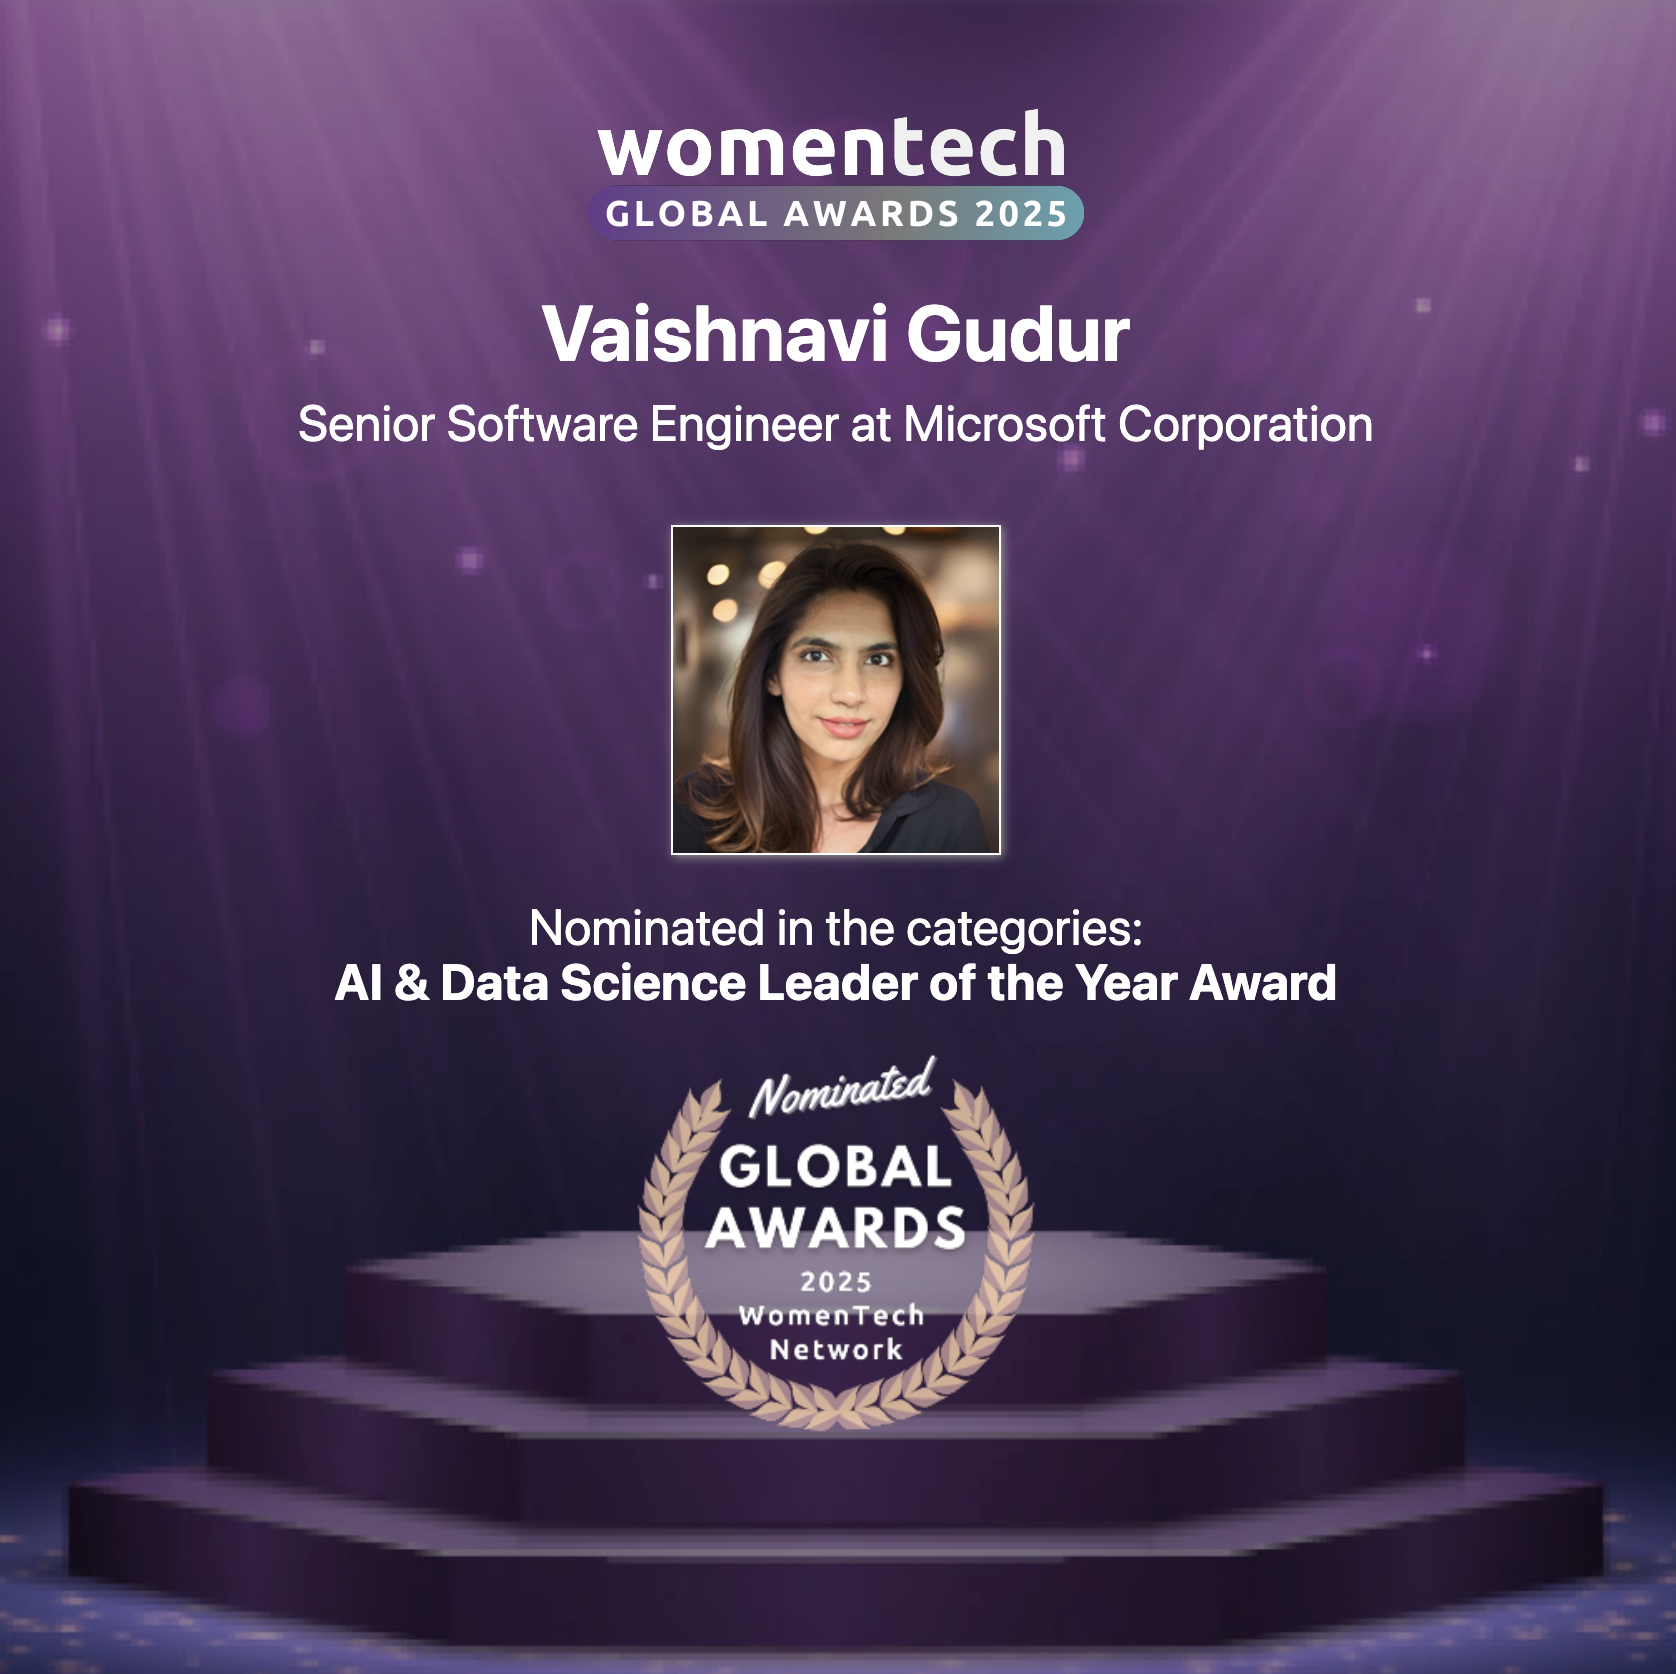 womentech
GLOBAL AWARDS 2025
Vaishnavi Gudur
Senior Software Engineer at Microsoft Corporation
Nominated in the categories:
AI & Data Science Leader of the Year Award
Nominated
GLOBAL
AWARDS
2025
WomenTech
Network